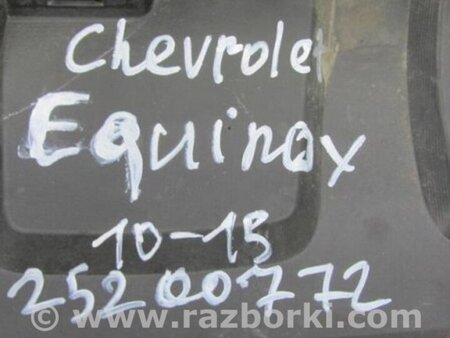 Chevrolet
Equinox
10-15
25200772
© www.razborki.com